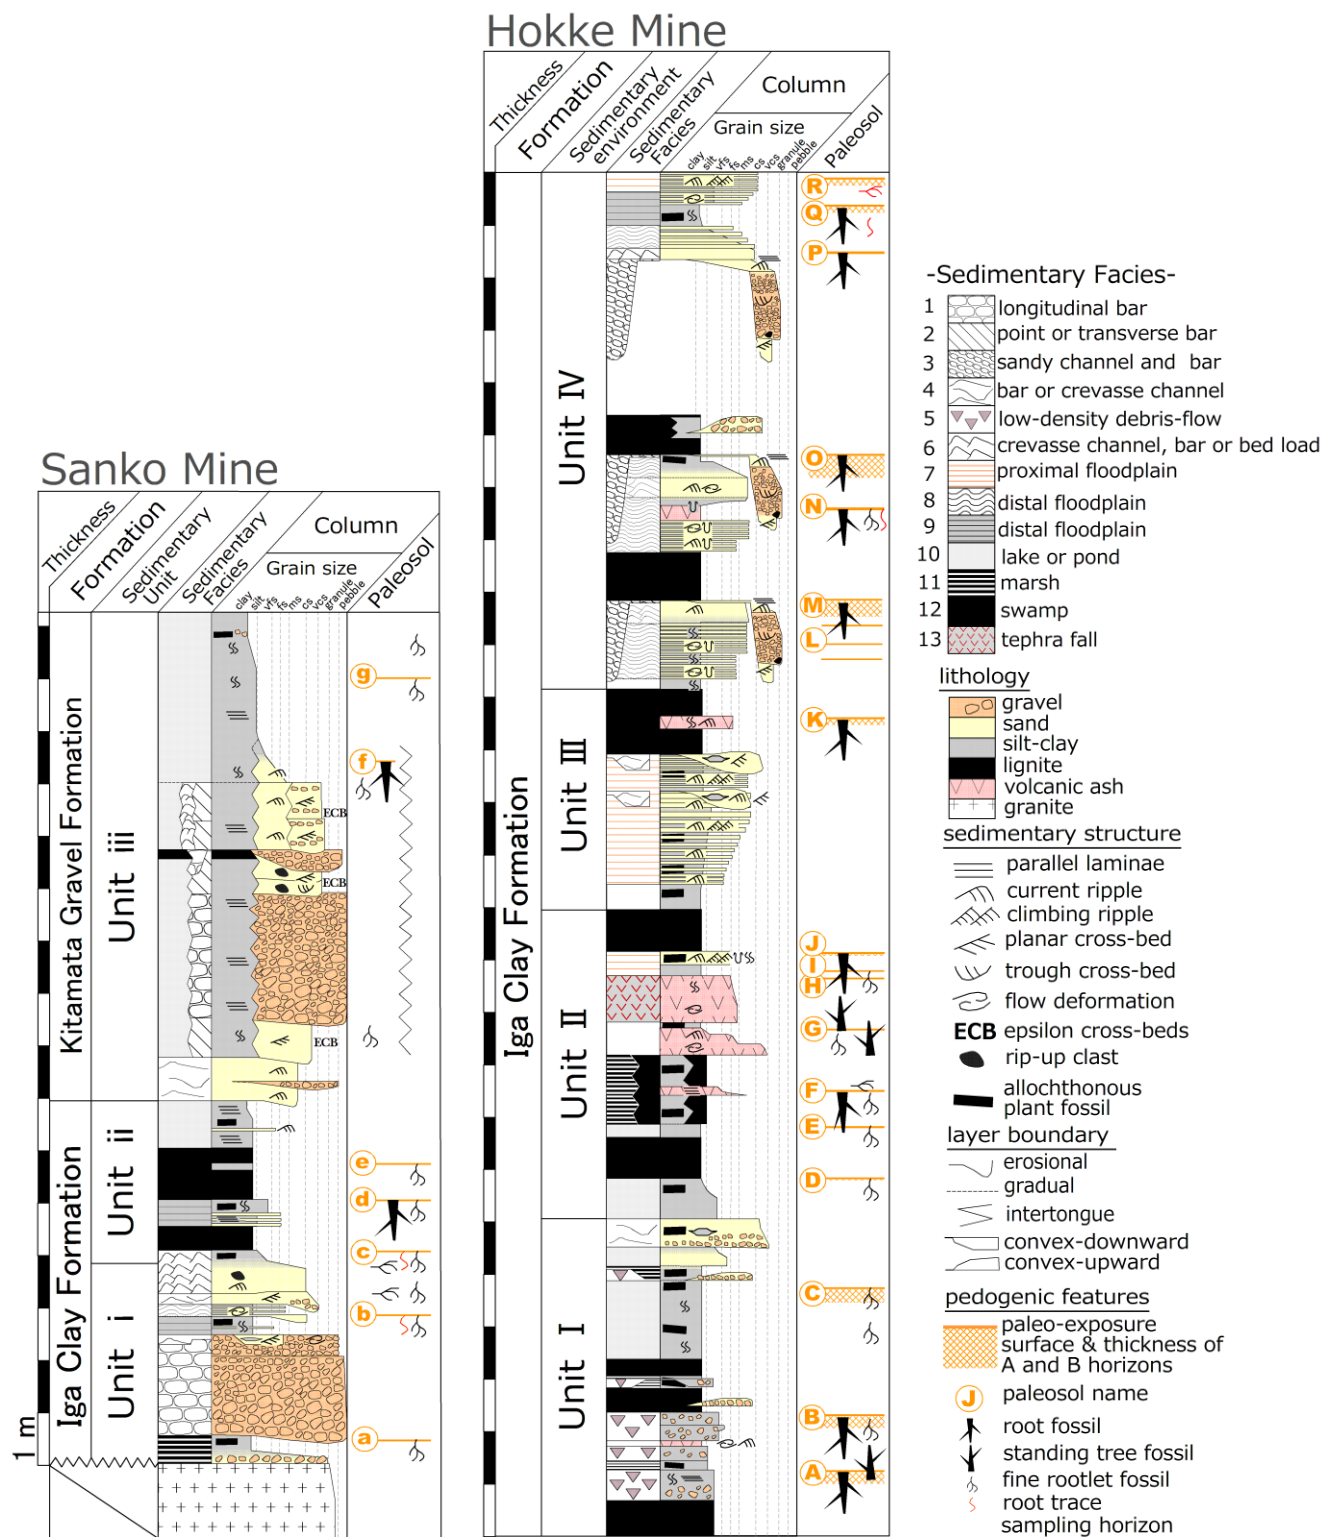 Hokke Mine
Thickness
Formation
Sedimentary
environment
Sedimentary
Facies
Column
Grain size
clay
silt
vfs
fs
ms
cs
vcs
granule
pebble
Paleosol
R
Q
P
Unit IV
O
N
M
L
K
Unit III
Iga Clay Formation
J
I
H
G
Unit II
F
E
D
C
Unit I
B
A
Sanko Mine
Thickness
Formation
Sedimentary
Unit
Sedimentary
Facies
Column
Grain size
clay
silt
vfs
fs
ms
cs
vcs
granule
pebble
Paleosol
g
f
ECB
ECB
ECB
Kitamata Gravel Formation
Unit iii
e
d
c
b
a
Iga Clay Formation
Unit ii
Unit i
1 m
-Sedimentary Facies-
1 longitudinal bar
2 point or transverse bar
3 sandy channel and bar
4 bar or crevasse channel
5 low-density debris-flow
6 crevasse channel, bar or bed load
7 proximal floodplain
8 distal floodplain
9 distal floodplain
10 lake or pond
11 marsh
12 swamp
13 tephra fall
lithology
gravel
sand
silt-clay
lignite
volcanic ash
granite
sedimentary structure
parallel laminae
current ripple
climbing ripple
planar cross-bed
trough cross-bed
flow deformation
ECB epsilon cross-beds
rip-up clast
allochthonous
plant fossil
layer boundary
erosional
gradual
intertongue
convex-downward
convex-upward
pedogenic features
paleo-exposure
surface & thickness of
A and B horizons
J paleosol name
root fossil
standing tree fossil
fine rootlet fossil
root trace
sampling horizon